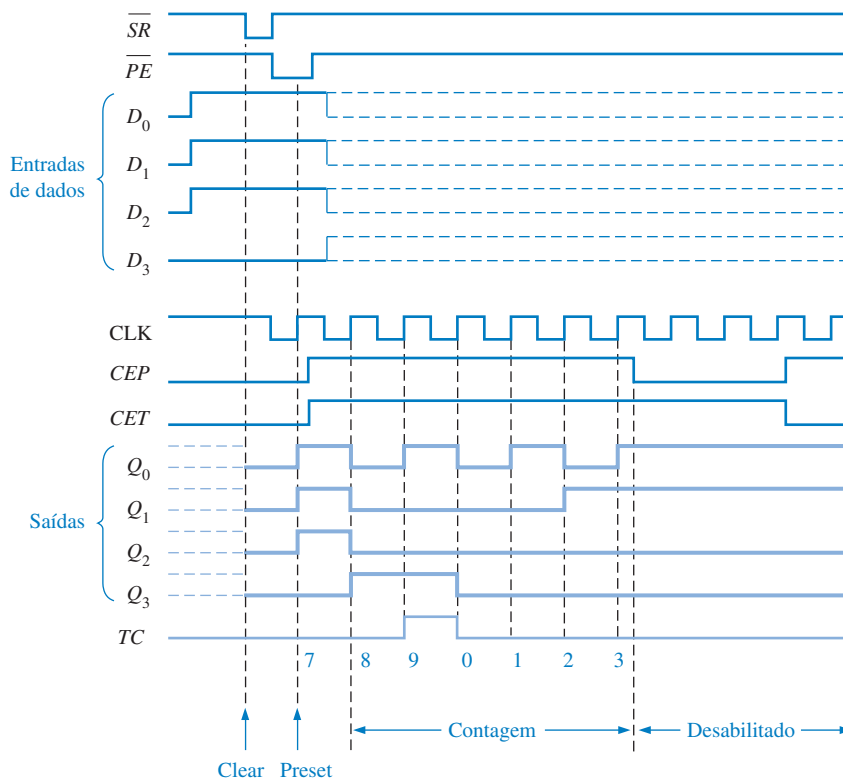 SR
PE
D0
D1
Entradas de dados
D2
D3
CLK
CEP
CET
Q0
Q1
Saídas
Q2
Q3
TC
7 8 9 0 1 2 3
Contagem Desabilitado
Clear Preset